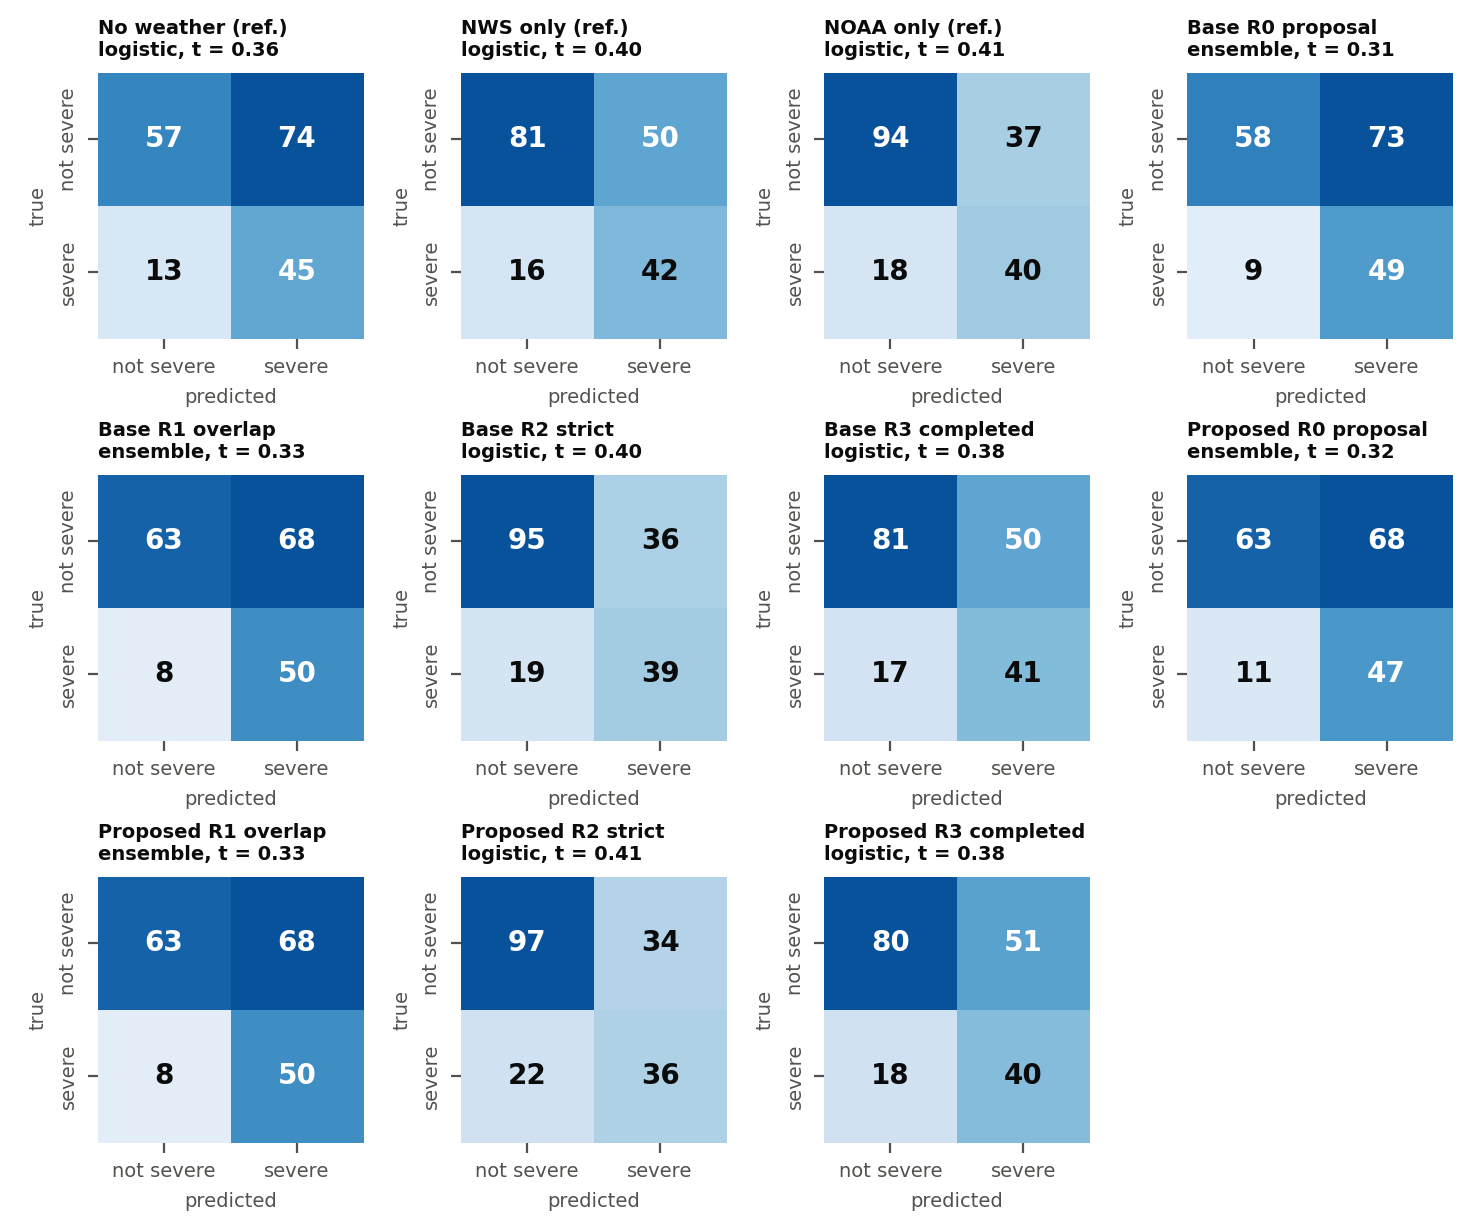 No weather (ref.)
logistic, t = 0.36
NWS only (ref.)
logistic, t = 0.40
NOAA only (ref.)
logistic, t = 0.41
Base R0 proposal
ensemble, t = 0.31
true
not severe
57
74
severe
13
45
not severe
severe
predicted
true
not severe
81
50
severe
16
42
not severe
severe
predicted
true
not severe
94
37
severe
18
40
not severe
severe
predicted
true
not severe
58
73
severe
9
49
not severe
severe
predicted
Base R1 overlap
ensemble, t = 0.33
Base R2 strict
logistic, t = 0.40
Base R3 completed
logistic, t = 0.38
Proposed R0 proposal
ensemble, t = 0.32
true
not severe
63
68
severe
8
50
not severe
severe
predicted
true
not severe
95
36
severe
19
39
not severe
severe
predicted
true
not severe
81
50
severe
17
41
not severe
severe
predicted
true
not severe
63
68
severe
11
47
not severe
severe
predicted
Proposed R1 overlap
ensemble, t = 0.33
Proposed R2 strict
logistic, t = 0.41
Proposed R3 completed
logistic, t = 0.38
true
not severe
63
68
severe
8
50
not severe
severe
predicted
true
not severe
97
34
severe
22
36
not severe
severe
predicted
true
not severe
80
51
severe
18
40
not severe
severe
predicted